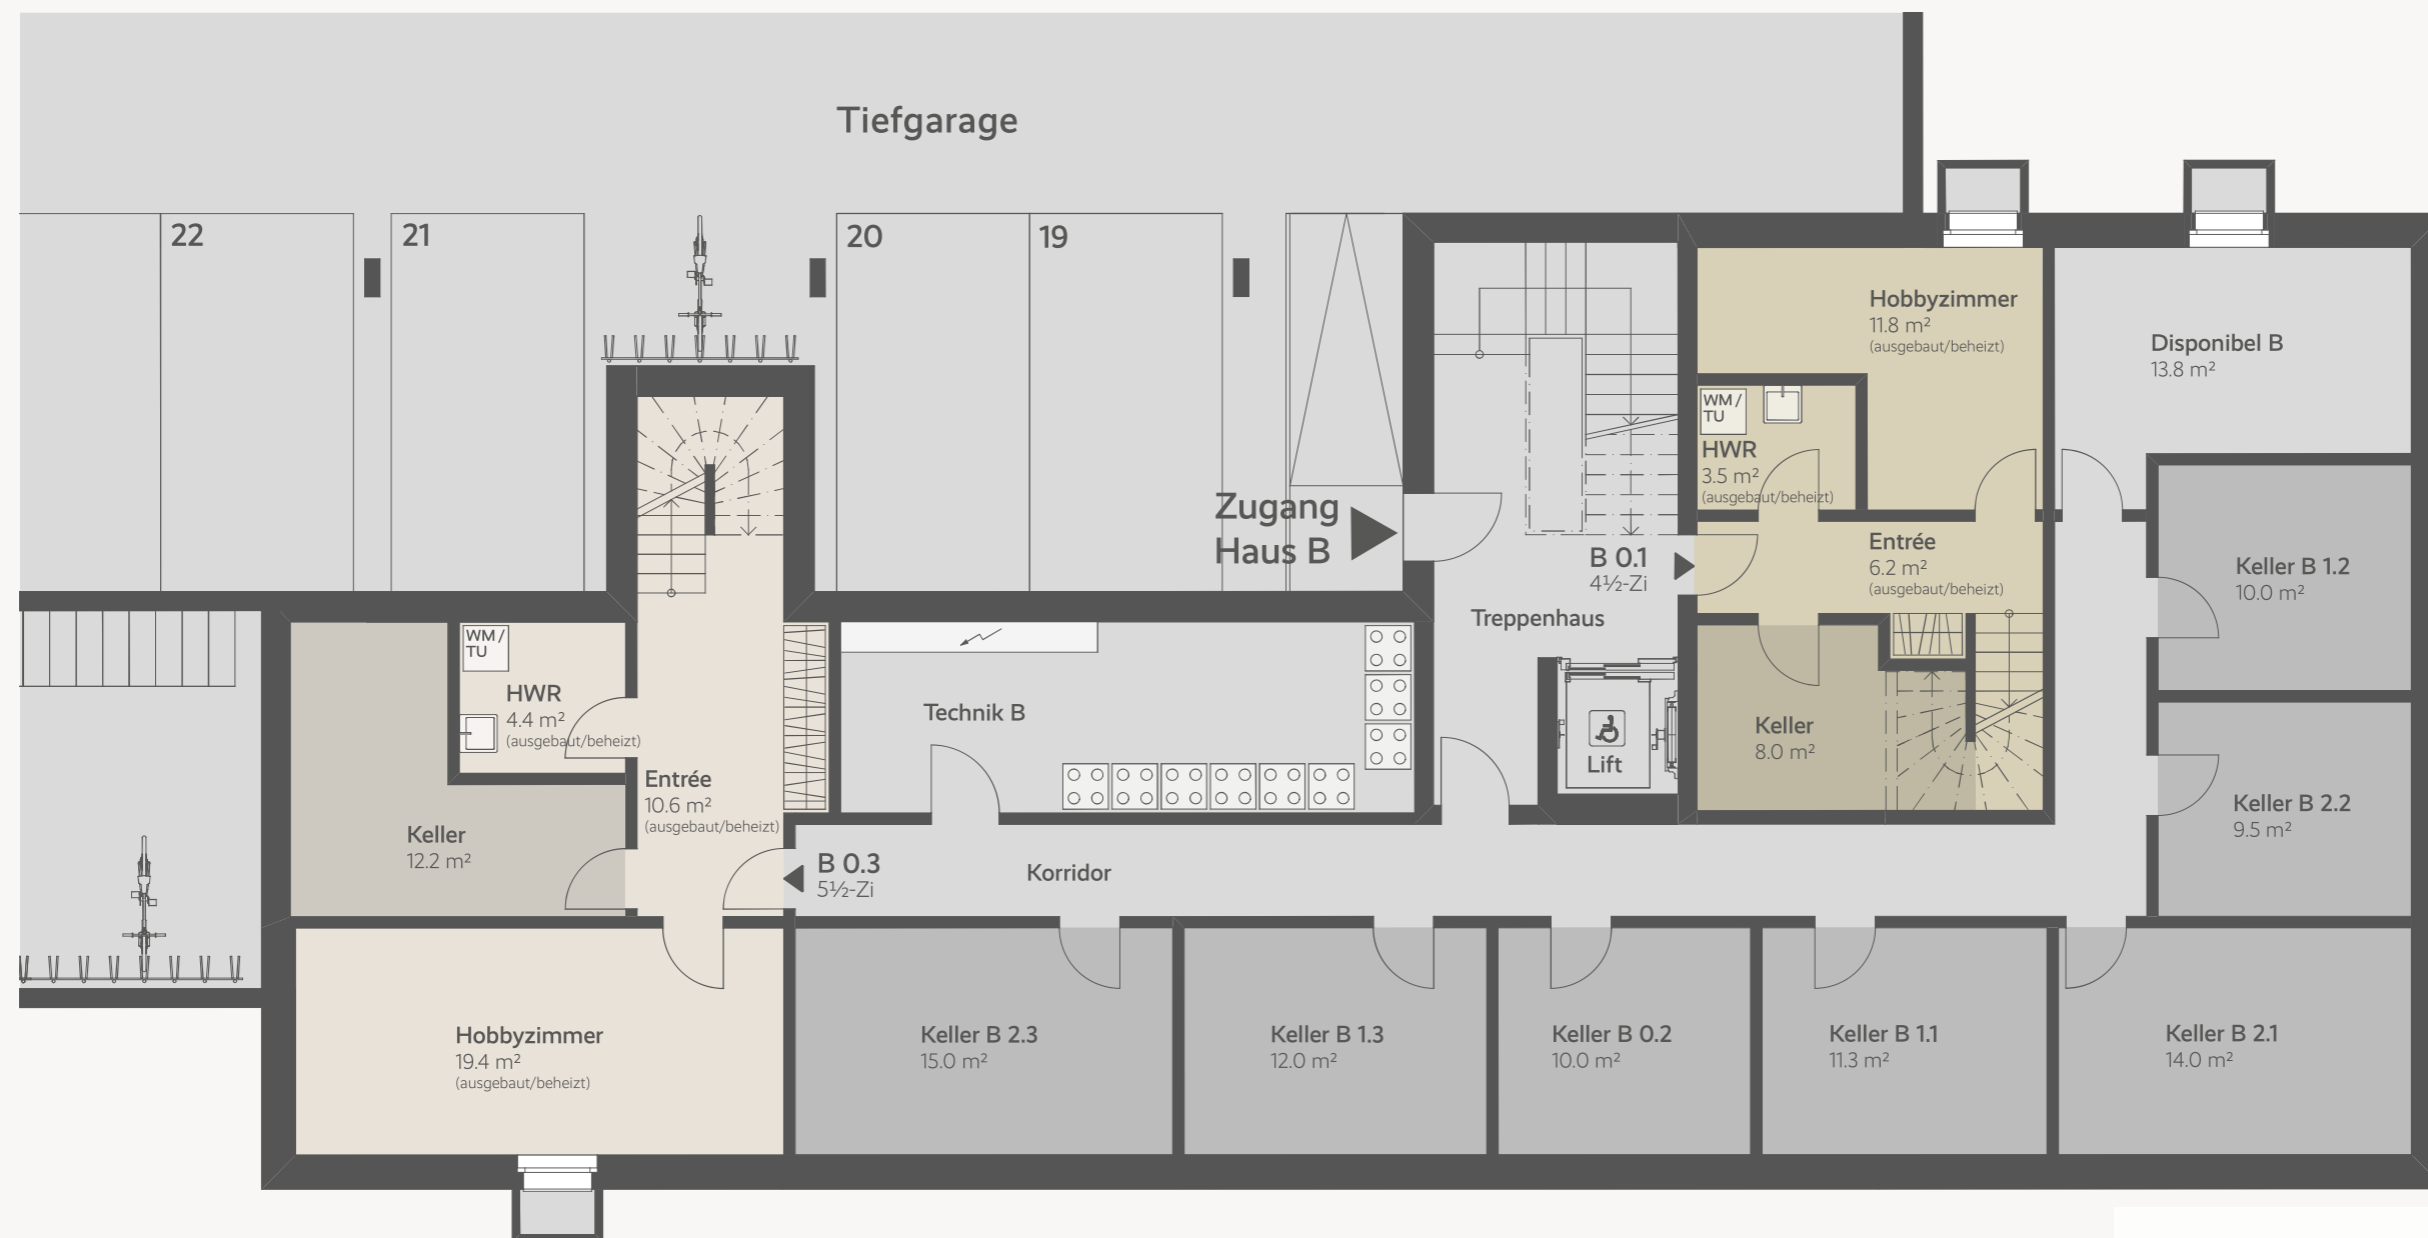 Tiefgarage
22
21
20
19
Zugang
Haus B
Treppenhaus
B 0.1
4½-Zi
Lift
Hobbyzimmer
11.8 m²
(ausgebaut/beheizt)
WM /
TU
HWR
3.5 m²
(ausgebaut/beheizt)
Entrée
6.2 m²
(ausgebaut/beheizt)
Keller
8.0 m²
Disponibel B
13.8 m²
Keller B 1.2
10.0 m²
Keller B 2.2
9.5 m²
WM /
TU
HWR
4.4 m²
(ausgebaut/beheizt)
Entrée
10.6 m²
(ausgebaut/beheizt)
Keller
12.2 m²
Technik B
B 0.3
5½-Zi
Korridor
Hobbyzimmer
19.4 m²
(ausgebaut/beheizt)
Keller B 2.3
15.0 m²
Keller B 1.3
12.0 m²
Keller B 0.2
10.0 m²
Keller B 1.1
11.3 m²
Keller B 2.1
14.0 m²